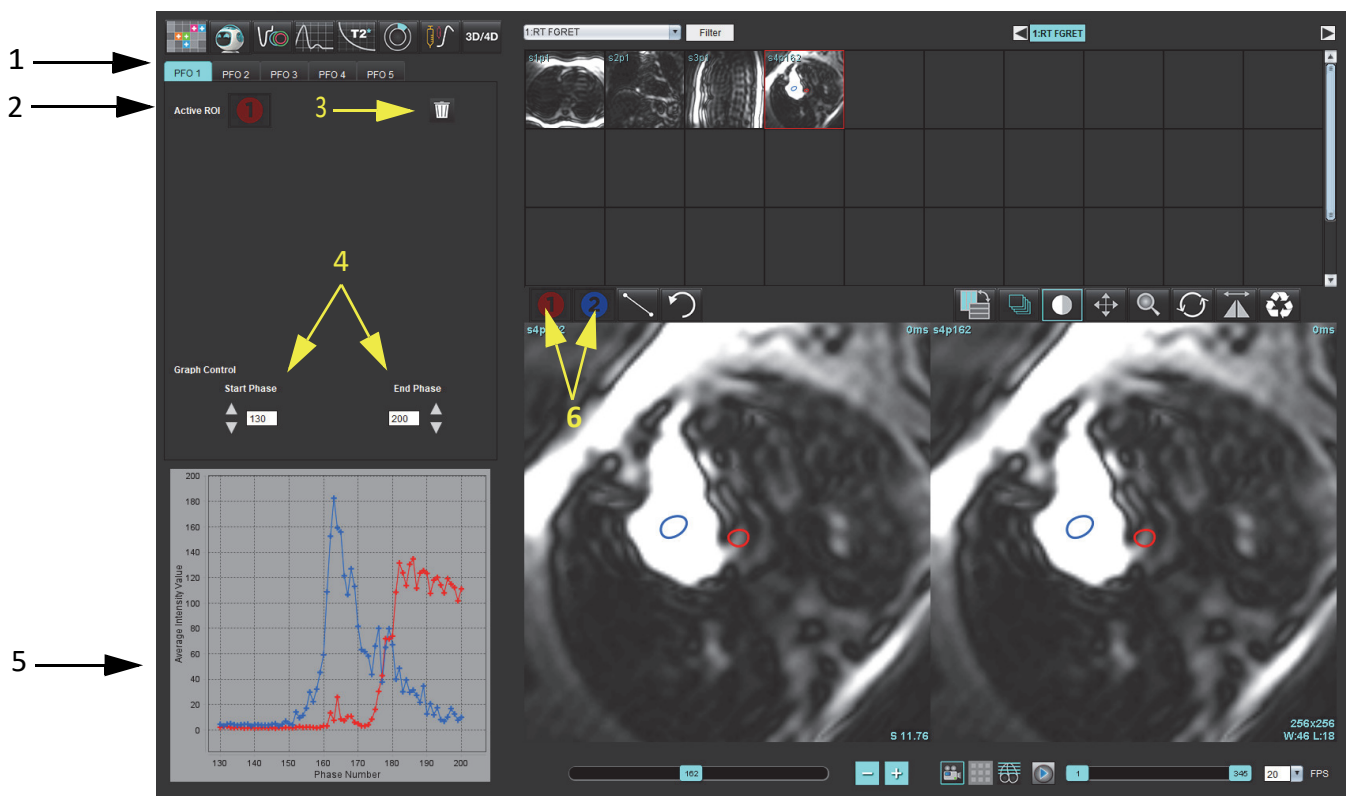 1
2
3
4
5
6
T2*
3D/4D
PFO 1
PFO 2
PFO 3
PFO 4
PFO 5
Active ROI
1
Graph Control
Start Phase
End Phase
130
200
200
180
160
140
120
100
80
60
40
20
0
Average Intensity Value
130
140
150
160
170
180
190
200
Phase Number
1:RT FGRET
Filter
1:RT FGRET
s1p1
s2p1
s3p1
s4p162
1
2
0ms
s4p162
0ms
S 11.76
256x256
W:46 L:18
162
1
345
20
FPS